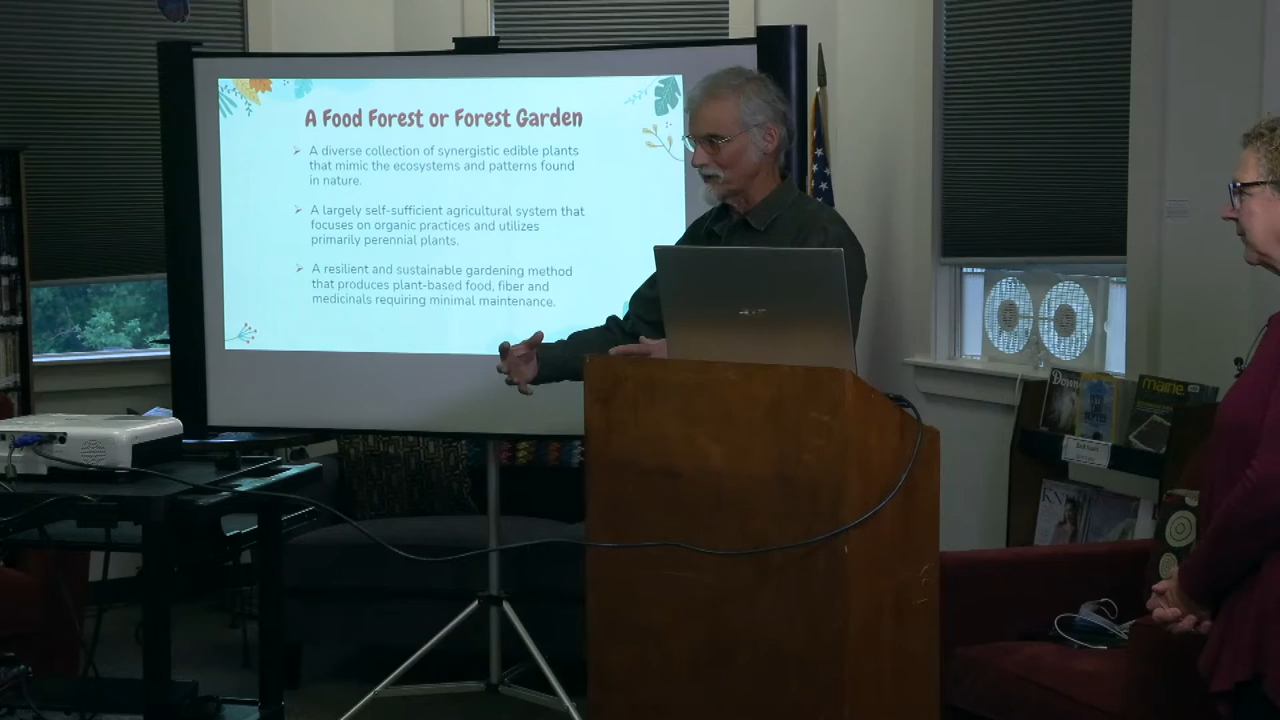 A Food Forest or Forest Garden
A diverse collection of synergistic edible plants
that mimic the ecosystems and patterns found
in nature.
A largely self-sufficient agricultural system that
focuses on organic practices and utilizes
primarily perennial plants.
A resilient and sustainable gardening method
that produces plant-based food, fiber and
medicinals requiring minimal maintenance.
Down
maine